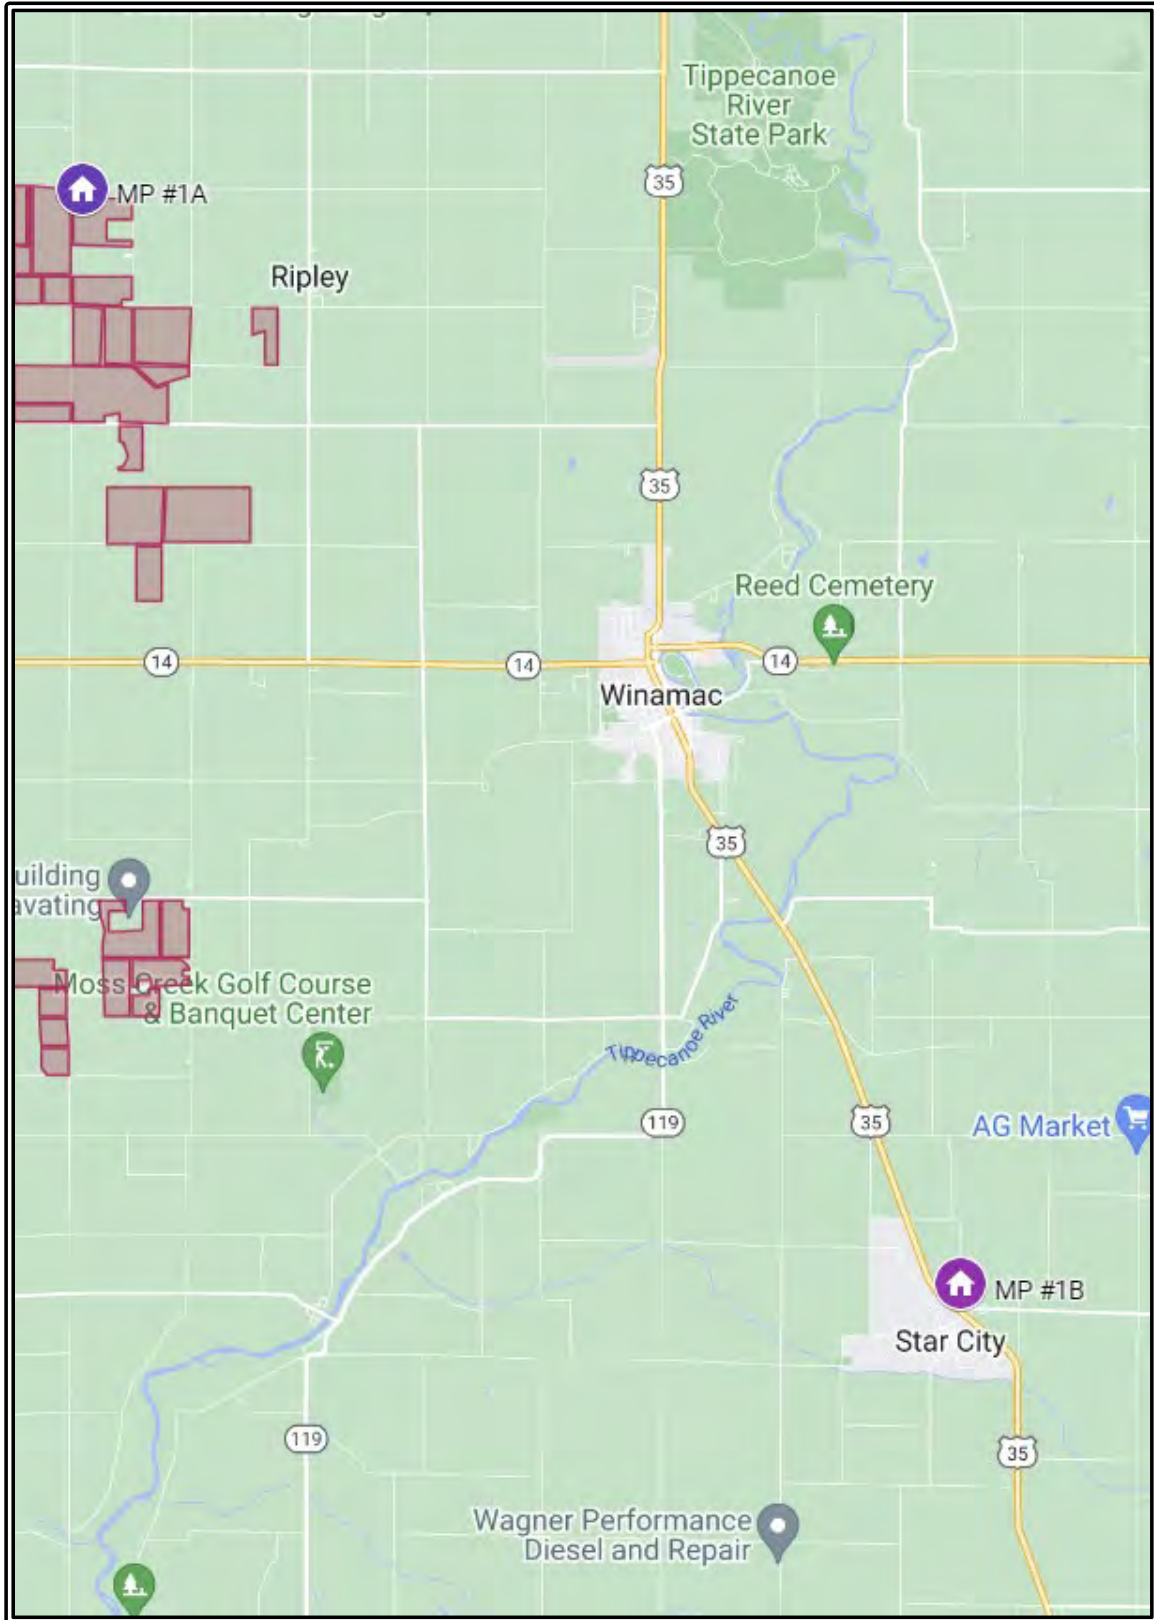 Tippecanoe
River
State Park
35
MP #1A
Ripley
35
Reed Cemetery
14
14
14
Winamac
35
uilding
avating
Moss Creek Golf Course
& Banquet Center
Tippecanoe River
119
35
AG Market
MP #1B
Star City
119
35
Wagner Performance
Diesel and Repair